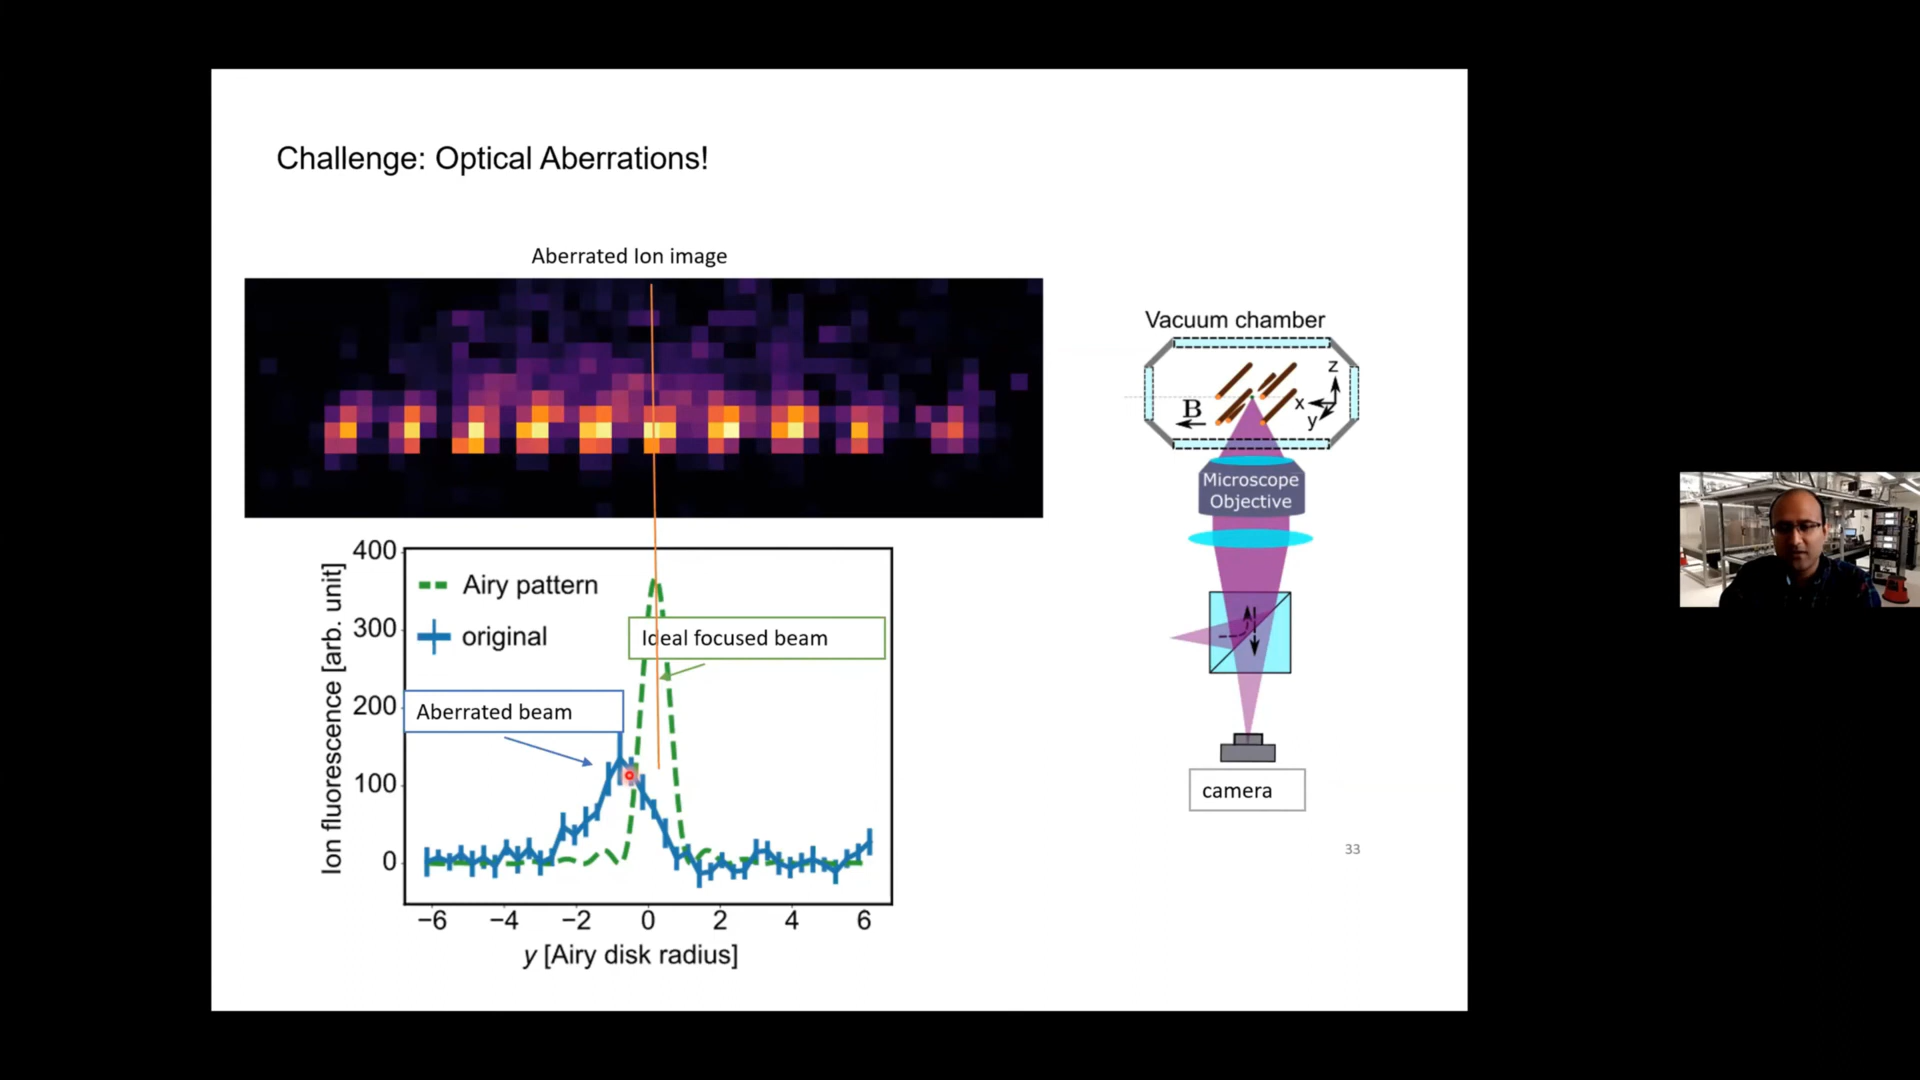 Challenge: Optical Aberrations!
Aberrated Ion image
Vacuum chamber
z
x
y
B
Microscope
Objective
camera
Ion fluorescence [arb. unit]
400
300
200
100
0
Airy pattern
original
Ideal focused beam
Aberrated beam
−6
−4
−2
0
2
4
6
y [Airy disk radius]
33